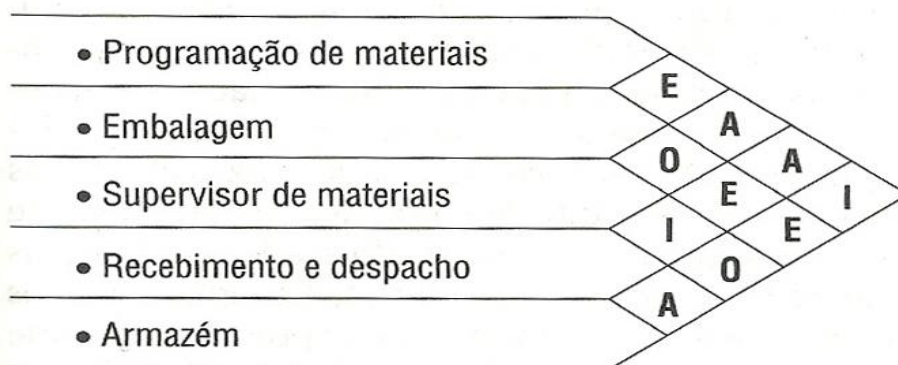 • Programação de materiais
E
• Embalagem
A
O
A
• Supervisor de materiais
E
I
I
E
• Recebimento e despacho
O
A
• Armazém